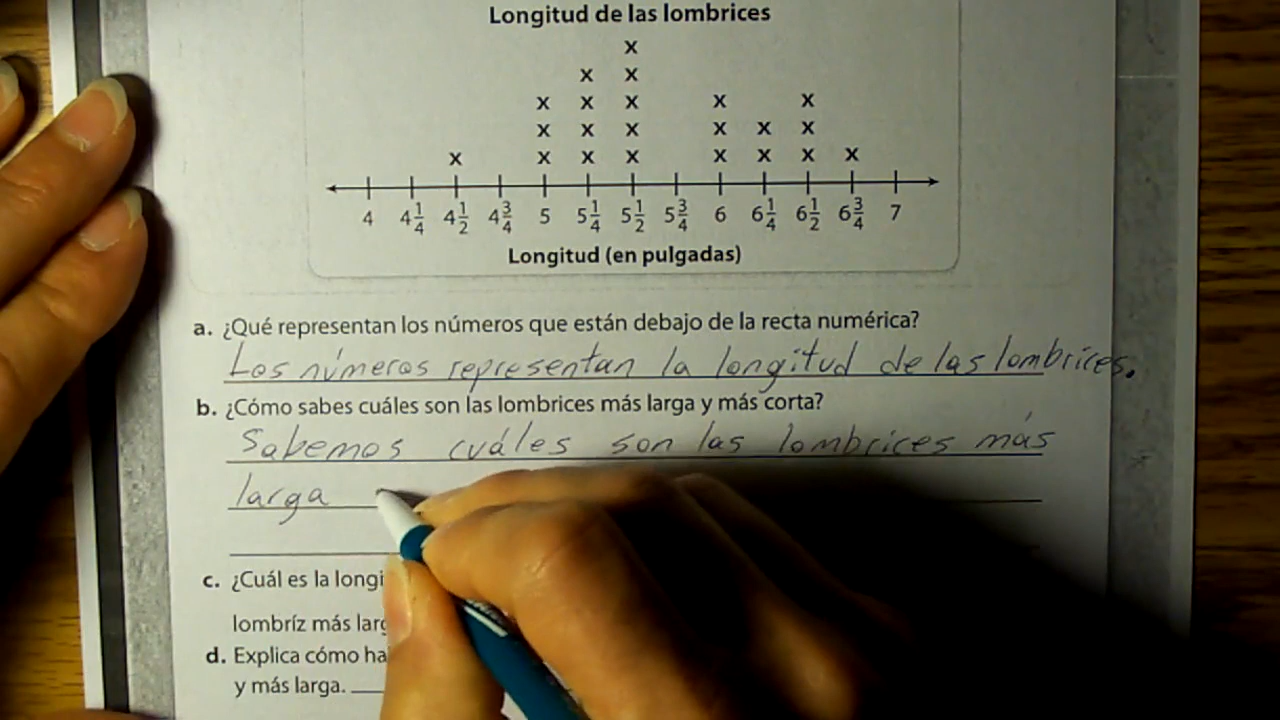 Longitud de las lombrices
x
x x
x x x x x
x x x x x x
x x x x x x x x x
4 4 1/4 4 1/2 4 3/4 5 5 1/4 5 1/2 5 3/4 6 6 1/4 6 1/2 6 3/4 7
Longitud (en pulgadas)
a. ¿Qué representan los números que están debajo de la recta numérica?
Los números representan la longitud de las lombrices.
b. ¿Cómo sabes cuáles son las lombrices más larga y más corta?
Sabemos cuáles son las lombrices más
larga
c. ¿Cuál es la longi
lombríz más larg
d. Explica cómo ha
y más larga.